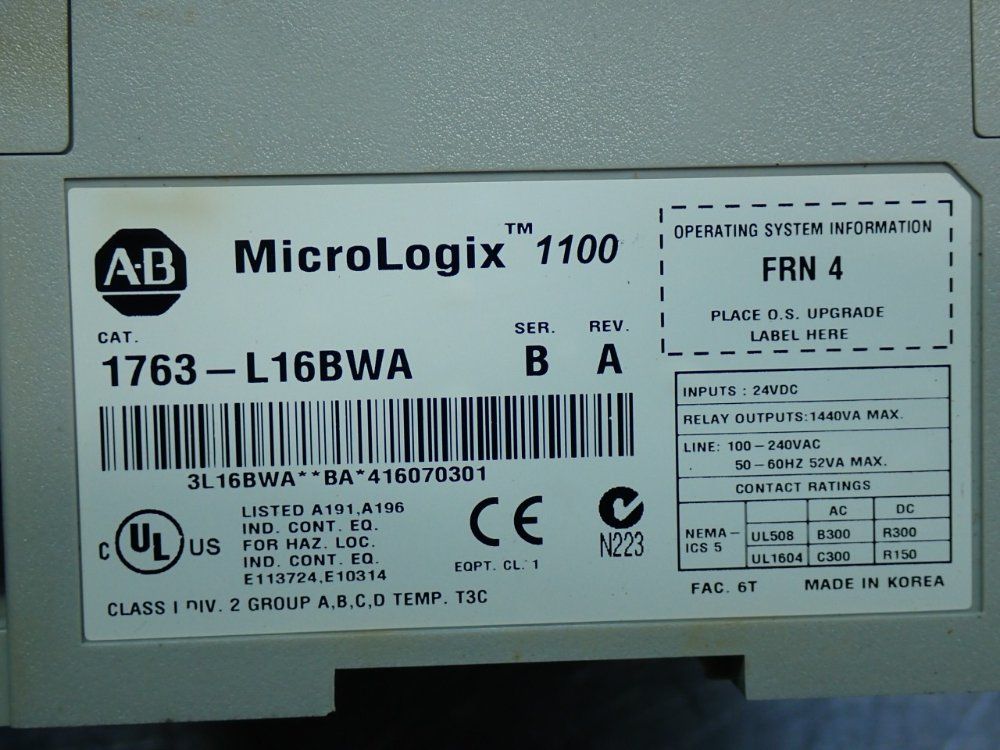 A·B
MicroLogix™ 1100
CAT.
SER. REV.
1763-L16BWA B A
3L16BWA**BA*416070301
C UL US
LISTED A191,A196
IND. CONT. EQ.
FOR HAZ. LOC.
IND. CONT. EQ.
E113724,E10314
CE
EQPT. CL. 1
N223
CLASS I DIV. 2 GROUP A,B,C,D TEMP. T3C
OPERATING SYSTEM INFORMATION
FRN 4
PLACE O.S. UPGRADE
LABEL HERE
INPUTS : 24VDC
RELAY OUTPUTS:1440VA MAX.
LINE: 100-240VAC
50-60HZ 52VA MAX.
CONTACT RATINGS
AC DC
NEMA-
ICS 5
UL508 B300 R300
UL1604 C300 R150
FAC. 6T MADE IN KOREA